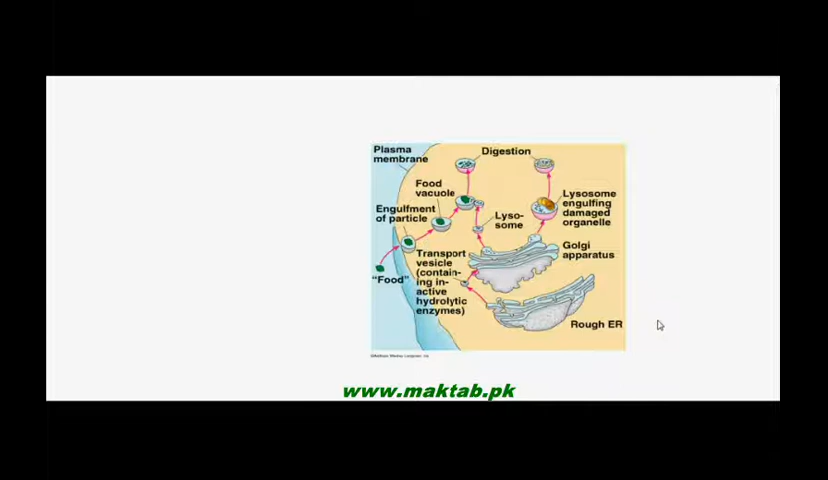 Plasma
membrane
Digestion
Food
vacuole
Engulfment
of particle
Lyso-
some
Lysosome
engulfing
damaged
organelle
Golgi
apparatus
Transport
vesicle
(contain-
ing in-
active
hydrolytic
enzymes)
"Food"
Rough ER
www.maktab.pk